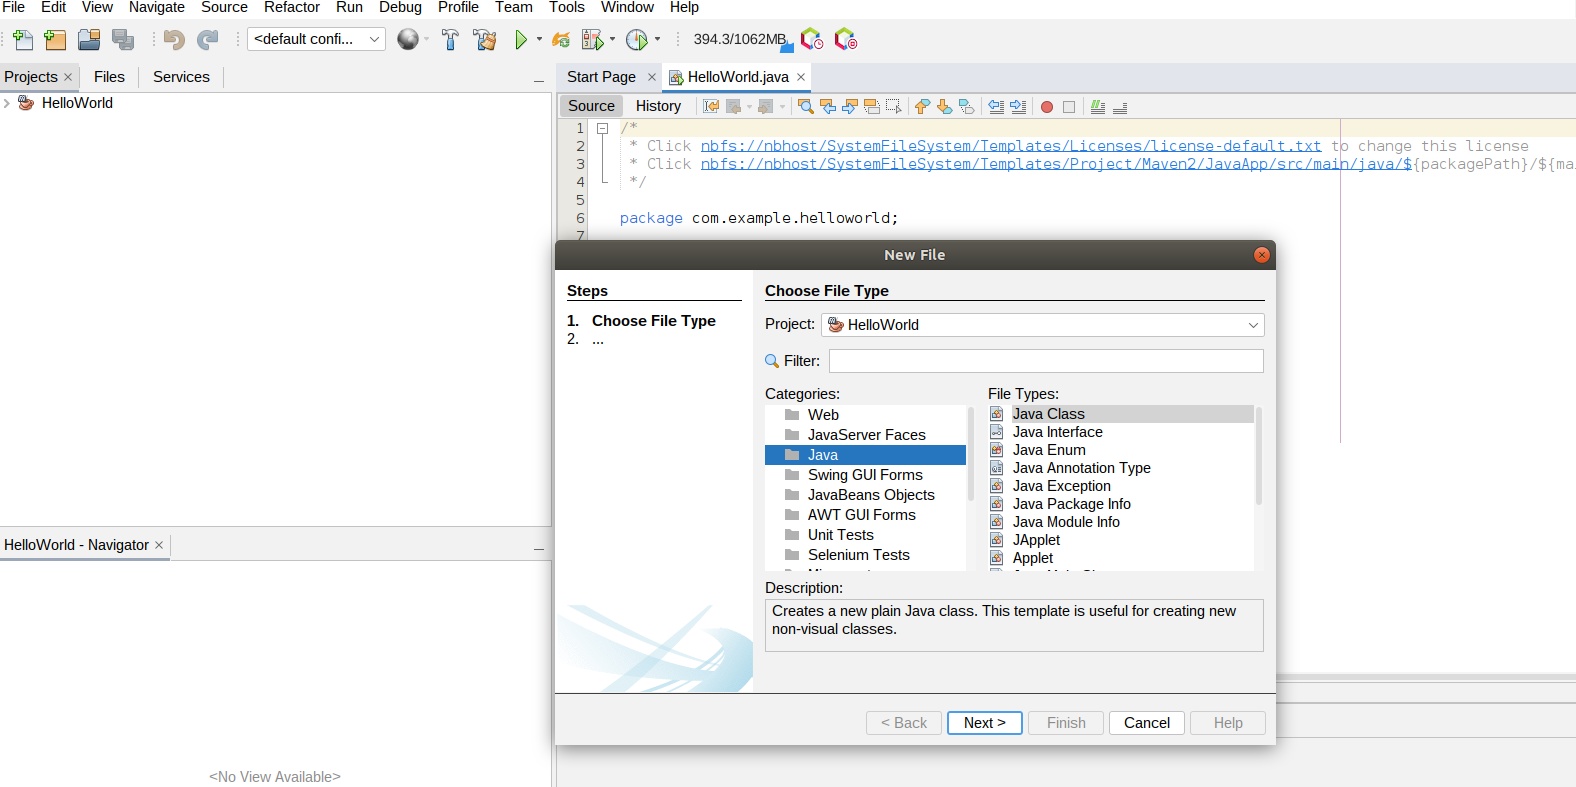 File Edit View Navigate Source Refactor Run Debug Profile Team Tools Window Help
<default confi... 394.3/1062MB
Projects Files Services
Start Page HelloWorld.java
HelloWorld
Source History
1 /*
2 * Click nbfs://nbhost/SystemFileSystem/Templates/Licenses/license-default.txt to change this license
3 * Click nbfs://nbhost/SystemFileSystem/Templates/Project/Maven2/JavaApp/src/main/java/${packagePath}/${ma
4 */
5
6 package com.example.helloworld;
7
New File
Steps
1. Choose File Type
2. ...
Choose File Type
Project: HelloWorld
Filter:
Categories:
Web
JavaServer Faces
Java
Swing GUI Forms
JavaBeans Objects
AWT GUI Forms
Unit Tests
Selenium Tests
File Types:
Java Class
Java Interface
Java Enum
Java Annotation Type
Java Exception
Java Package Info
Java Module Info
JApplet
Applet
Description:
Creates a new plain Java class. This template is useful for creating new
non-visual classes.
< Back Next > Finish Cancel Help
HelloWorld - Navigator
<No View Available>